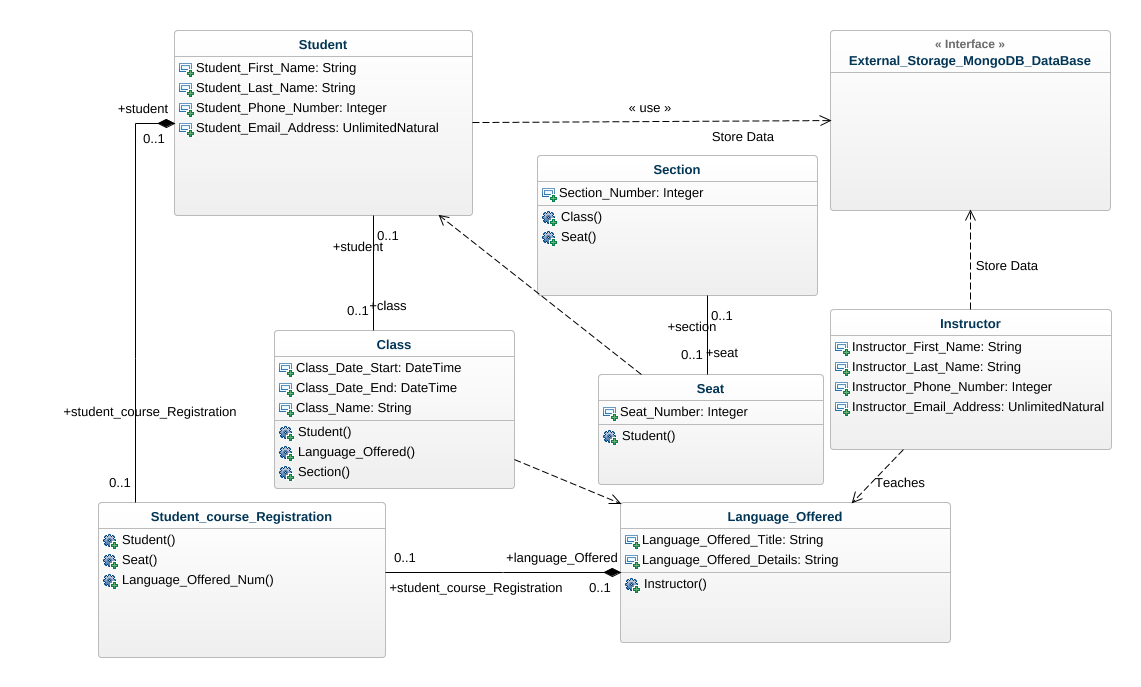 Student
Student_First_Name: String
Student_Last_Name: String
Student_Phone_Number: Integer
Student_Email_Address: UnlimitedNatural
« Interface »
External_Storage_MongoDB_DataBase
+student
0..1
« use »
Store Data
Section
Section_Number: Integer
Class()
Seat()
0..1
+student
0..1
+class
Store Data
0..1
+section
0..1
+seat
Class
Class_Date_Start: DateTime
Class_Date_End: DateTime
Class_Name: String
Student()
Language_Offered()
Section()
Seat
Seat_Number: Integer
Student()
Instructor
Instructor_First_Name: String
Instructor_Last_Name: String
Instructor_Phone_Number: Integer
Instructor_Email_Address: UnlimitedNatural
+student_course_Registration
0..1
Teaches
Student_course_Registration
Student()
Seat()
Language_Offered_Num()
0..1
+language_Offered
+student_course_Registration
0..1
Language_Offered
Language_Offered_Title: String
Language_Offered_Details: String
Instructor()